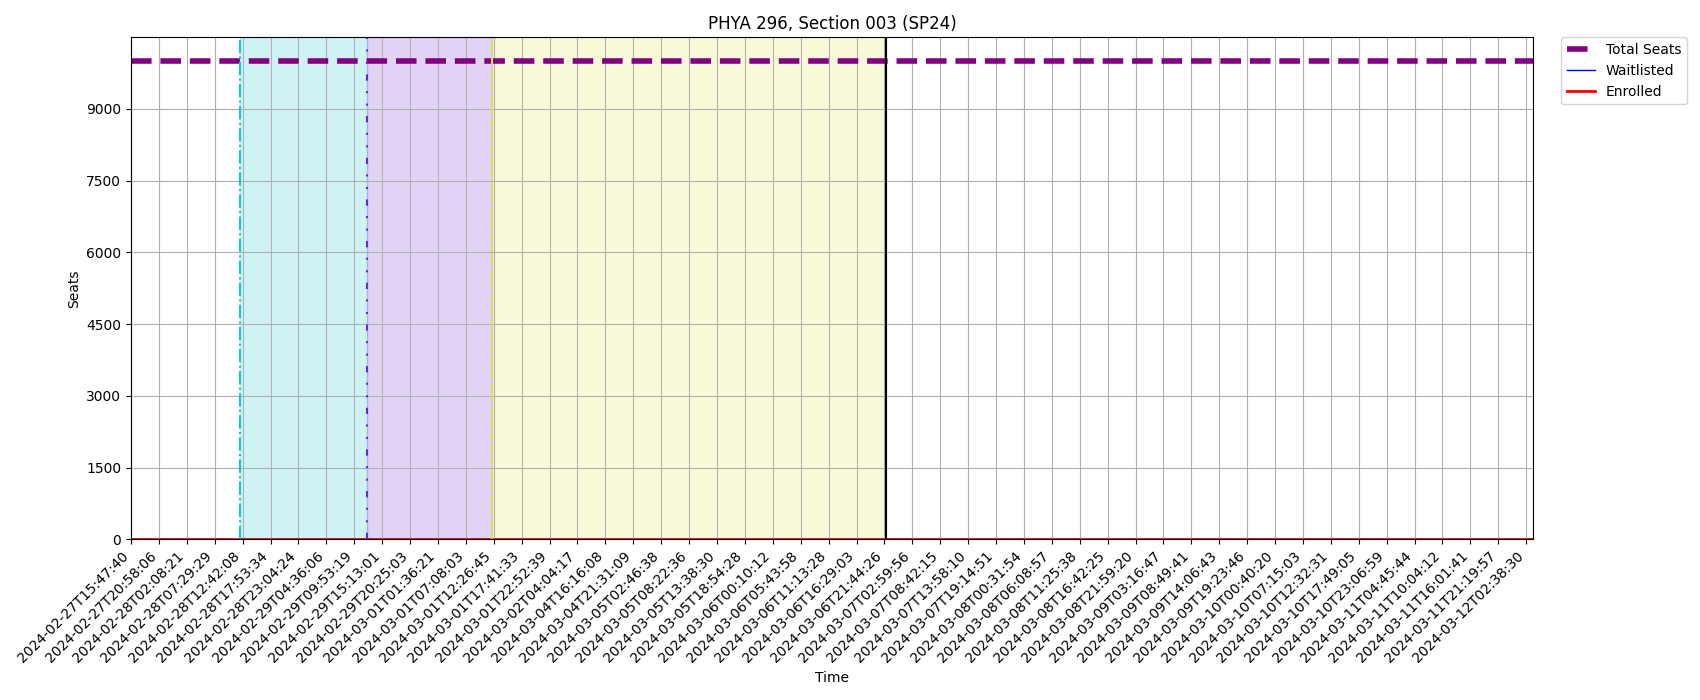 PHYA 296, Section 003 (SP24)
Total Seats
Waitlisted
Enrolled
Seats
9000
7500
6000
4500
3000
1500
0
2024-02-27T15:47:40
2024-02-27T20:58:06
2024-02-28T02:08:21
2024-02-28T07:29:29
2024-02-28T12:42:08
2024-02-28T17:53:34
2024-02-28T23:04:24
2024-02-29T04:36:06
2024-02-29T09:53:19
2024-02-29T15:13:01
2024-02-29T20:25:03
2024-03-01T01:36:21
2024-03-01T07:08:03
2024-03-01T12:26:45
2024-03-01T17:41:33
2024-03-01T22:52:39
2024-03-02T04:04:17
2024-03-04T16:16:08
2024-03-04T21:31:09
2024-03-05T02:46:38
2024-03-05T08:22:36
2024-03-05T13:38:30
2024-03-05T18:54:28
2024-03-06T00:10:12
2024-03-06T05:43:58
2024-03-06T11:13:28
2024-03-06T16:29:03
2024-03-06T21:44:26
2024-03-07T02:59:56
2024-03-07T08:42:15
2024-03-07T13:58:10
2024-03-07T19:14:51
2024-03-08T00:31:54
2024-03-08T06:08:57
2024-03-08T11:25:38
2024-03-08T16:42:25
2024-03-08T21:59:20
2024-03-09T03:16:47
2024-03-09T08:49:41
2024-03-09T14:06:43
2024-03-09T19:23:46
2024-03-10T00:40:20
2024-03-10T07:15:03
2024-03-10T12:32:31
2024-03-10T17:49:05
2024-03-10T23:06:59
2024-03-11T04:45:44
2024-03-11T10:04:12
2024-03-11T16:01:41
2024-03-11T21:19:57
2024-03-12T02:38:30
Time